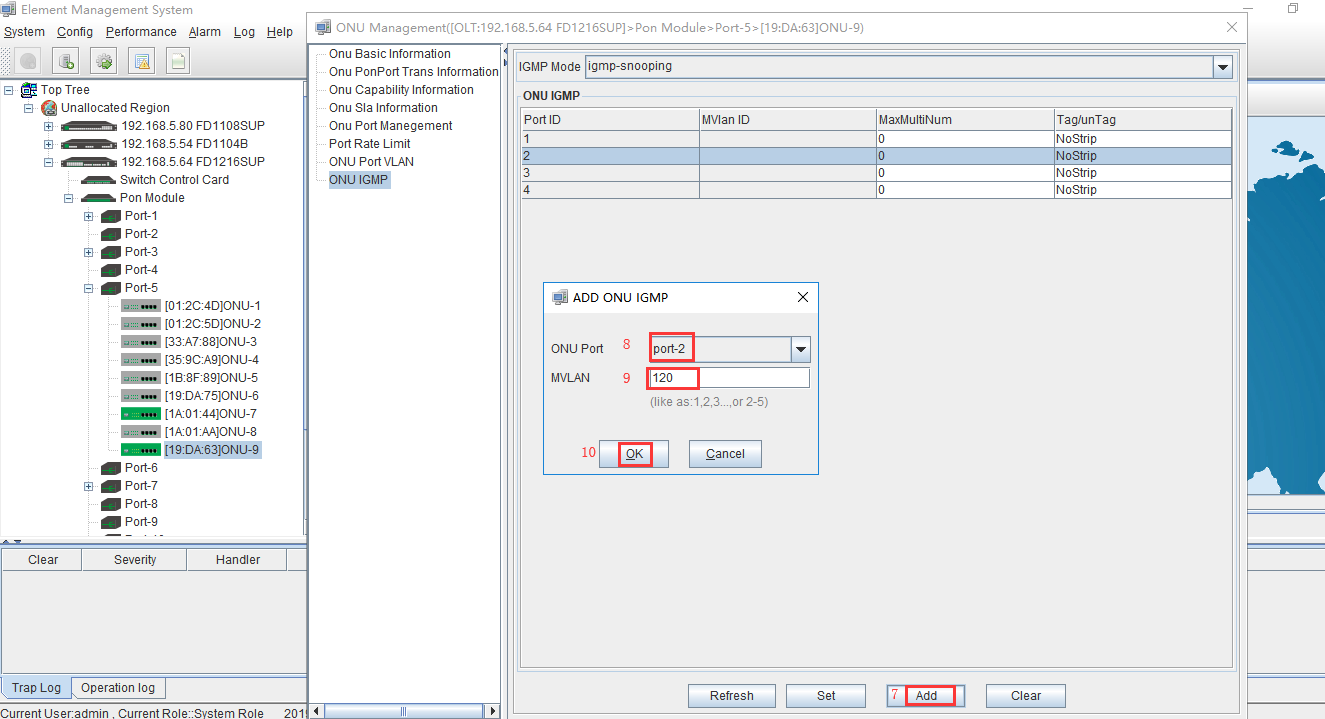 Element Management System
System Config Performance Alarm Log Help
Top Tree
Unallocated Region
192.168.5.80 FD1108SUP
192.168.5.54 FD1104B
192.168.5.64 FD1216SUP
Switch Control Card
Pon Module
Port-1
Port-2
Port-3
Port-4
Port-5
[01:2C:4D]ONU-1
[01:2C:5D]ONU-2
[33:A7:88]ONU-3
[35:9C:A9]ONU-4
[1B:8F:89]ONU-5
[19:DA:75]ONU-6
[1A:01:44]ONU-7
[1A:01:AA]ONU-8
[19:DA:63]ONU-9
Port-6
Port-7
Port-8
Port-9
Clear Severity Handler
Trap Log Operation log
Current User:admin , Current Role::System Role
ONU Management([OLT:192.168.5.64 FD1216SUP]>Pon Module>Port-5>[19:DA:63]ONU-9)
Onu Basic Information
Onu PonPort Trans Information
Onu Capability Information
Onu Sla Information
Onu Port Manegement
Port Rate Limit
ONU Port VLAN
ONU IGMP
IGMP Mode igmp-snooping
ONU IGMP
Port ID MVlan ID MaxMultiNum Tag/unTag
1 0 NoStrip
2 0 NoStrip
3 0 NoStrip
4 0 NoStrip
ADD ONU IGMP
ONU Port 8 port-2
MVLAN 9 120
(like as:1,2,3...,or 2-5)
10 OK Cancel
Refresh Set 7 Add Clear